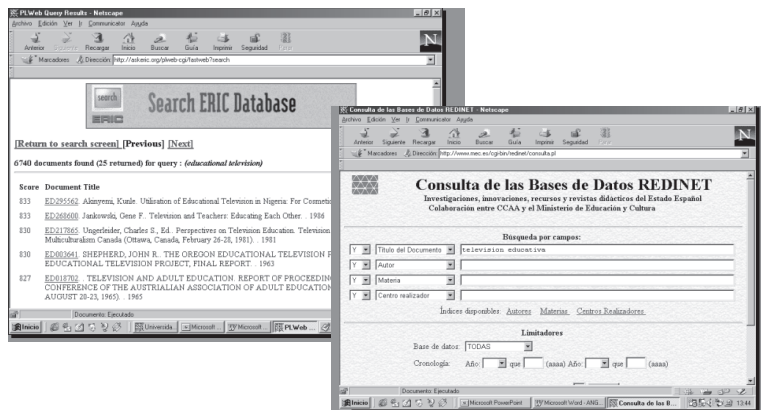 PLWeb Query Results - Netscape
Archivo Edición Ver Ir Communicator Ayuda
Anterior Siguiente Recargar Inicio Buscar Guía Imprimir Seguridad Parar
Marcadores Dirección: http://askeric.org/plweb-cgi/fastweb?search
N
search
ERIC
Search ERIC Database
[Return to search screen] [Previous] [Next]
6740 documents found (25 returned) for query : (educational television)
Score Document Title
833 ED295562. Akinyemi, Kunle. Utilisation of Educational Television in Nigeria: For Cosmetic
833 ED268600. Jankowski, Gene F.. Television and Teachers: Educating Each Other. . 1986
830 ED217865. Ungerleider, Charles S., Ed.. Perspectives on Television Education. Television
Multiculturalism Canada (Ottawa, Canada, February 26-28, 1981). . 1981
830 ED083641. SHEPHERD, JOHN R.. THE OREGON EDUCATIONAL TELEVISION
EDUCATIONAL TELEVISION PROJECT, FINAL REPORT. . 1963
827 ED018702. . TELEVISION AND ADULT EDUCATION. REPORT OF PROCEEDIN
CONFERENCE OF THE AUSTRIALIAN ASSOCIATION OF ADULT EDUCATION
AUGUST 20-23, 1965). . 1965
Documento: Ejecutado
Inicio Universida... Microsoft ... Microsoft ... PLWeb ...
Consulta de las Bases de Datos REDINET - Netscape
Archivo Edición Ver Ir Communicator Ayuda
Anterior Siguiente Recargar Inicio Buscar Guía Imprimir Seguridad Parar
Marcadores Dirección: http://www.mec.es/cgi-bin/redinet/consulta.pl
N
Consulta de las Bases de Datos REDINET
Investigaciones, innovaciones, recursos y revistas didácticos del Estado Español
Colaboración entre CCAA y el Ministerio de Educación y Cultura
Búsqueda por campos:
Y Título del Documento television educativa
Y Autor
Y Materia
Y Centro realizador
Índices disponibles: Autores Materias Centros Realizadores
Limitadores
Base de datos: TODAS
Cronología: Año: que (aaaa) Año: que (aaaa)
Documento: Ejecutado
Inicio Microsoft PowerPoint Microsoft Word - ANG... Consulta de las B... 13:44